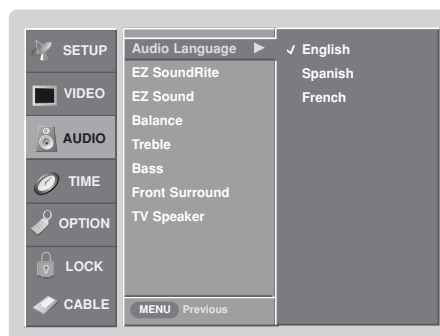 SETUP
VIDEO
AUDIO
TIME
OPTION
LOCK
CABLE
Audio Language
EZ SoundRite
EZ Sound
Balance
Treble
Bass
Front Surround
TV Speaker
MENU Previous
✓ English
Spanish
French